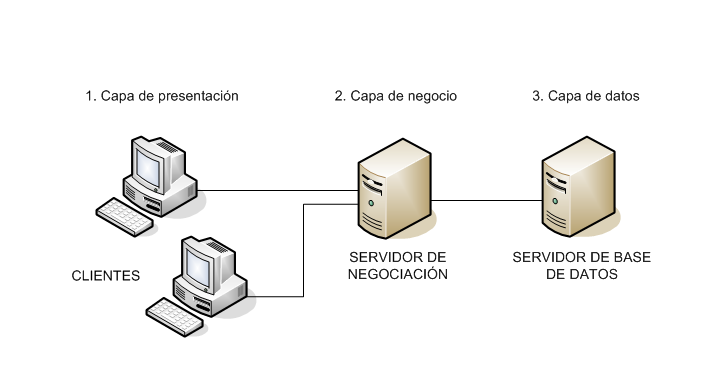 1. Capa de presentación
2. Capa de negocio
3. Capa de datos
SERVIDOR DE
NEGOCIACIÓN
SERVIDOR DE BASE
DE DATOS
CLIENTES